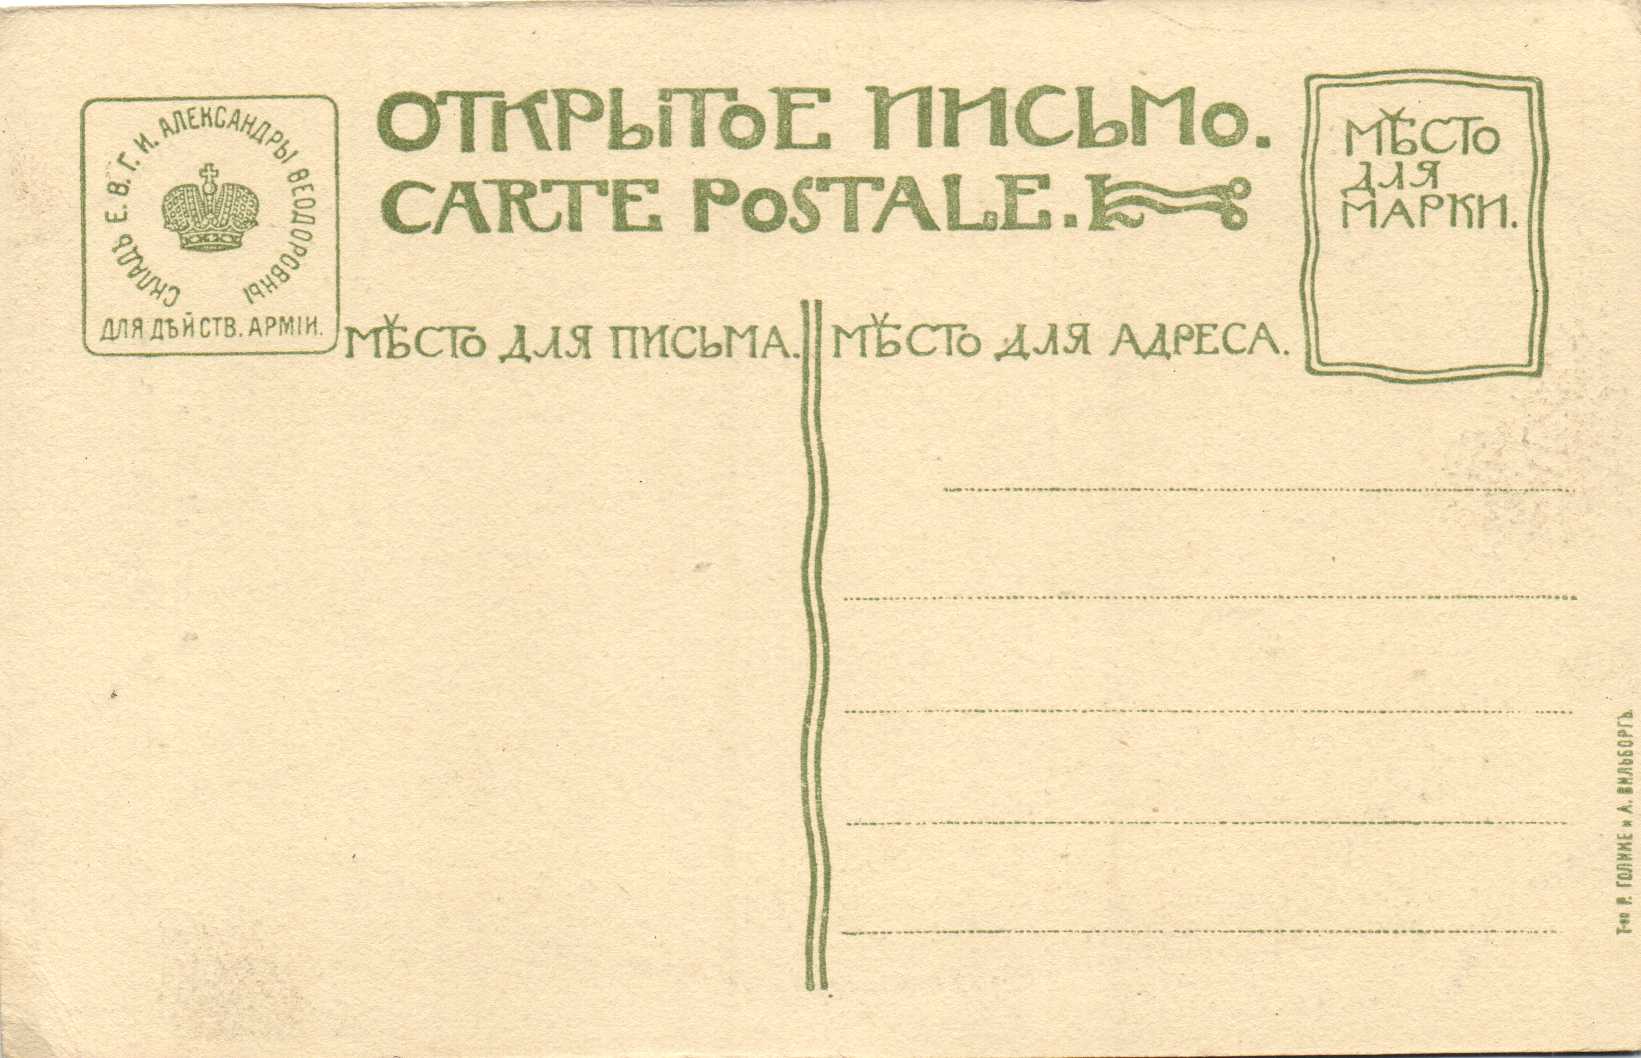 ОТКРЫТОЕ ПИСЬМО.
CARTE POSTALE.
СКЛАДЪ Е. В. Г. И. АЛЕКСАНДРЫ ѲЕОДОРОВНЫ
ДЛЯ ДѢЙСТВ. АРМІИ.
МѢСТО
ДЛЯ
МАРКИ.
МѢСТО ДЛЯ ПИСЬМА.
МѢСТО ДЛЯ АДРЕСА.
Т-во Р. ГОЛИКЕ и А. ВИЛЬБОРГЪ